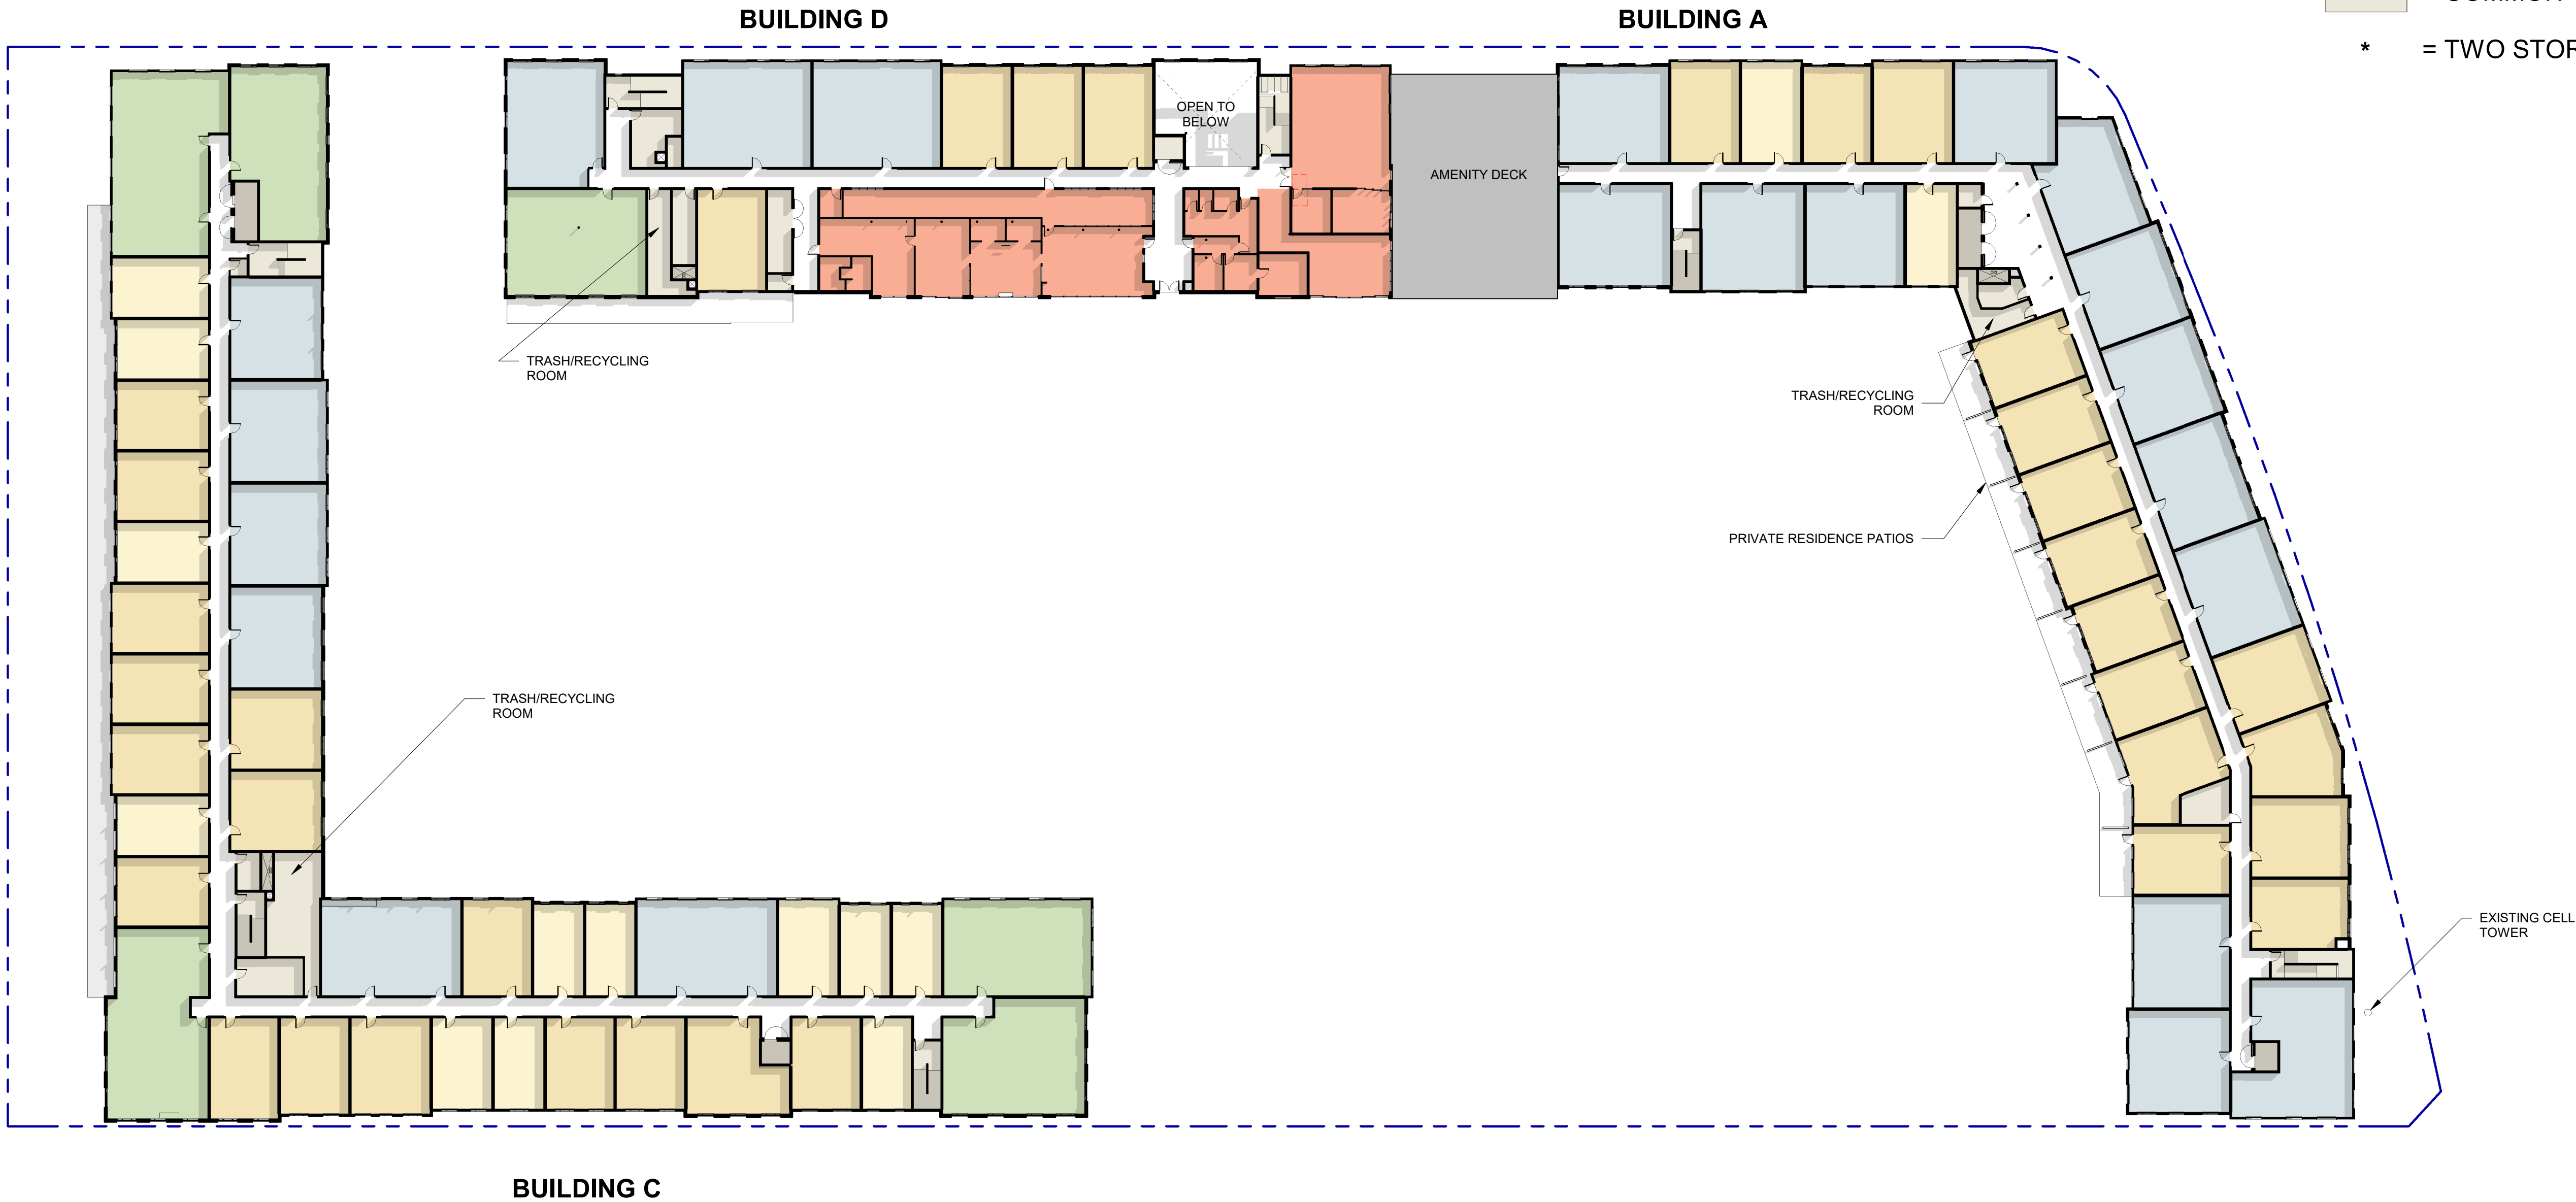 BUILDING D
BUILDING A
* = TWO STOR
OPEN TO
BELOW
AMENITY DECK
TRASH/RECYCLING
ROOM
TRASH/RECYCLING
ROOM
PRIVATE RESIDENCE PATIOS
TRASH/RECYCLING
ROOM
EXISTING CELL
TOWER
BUILDING C